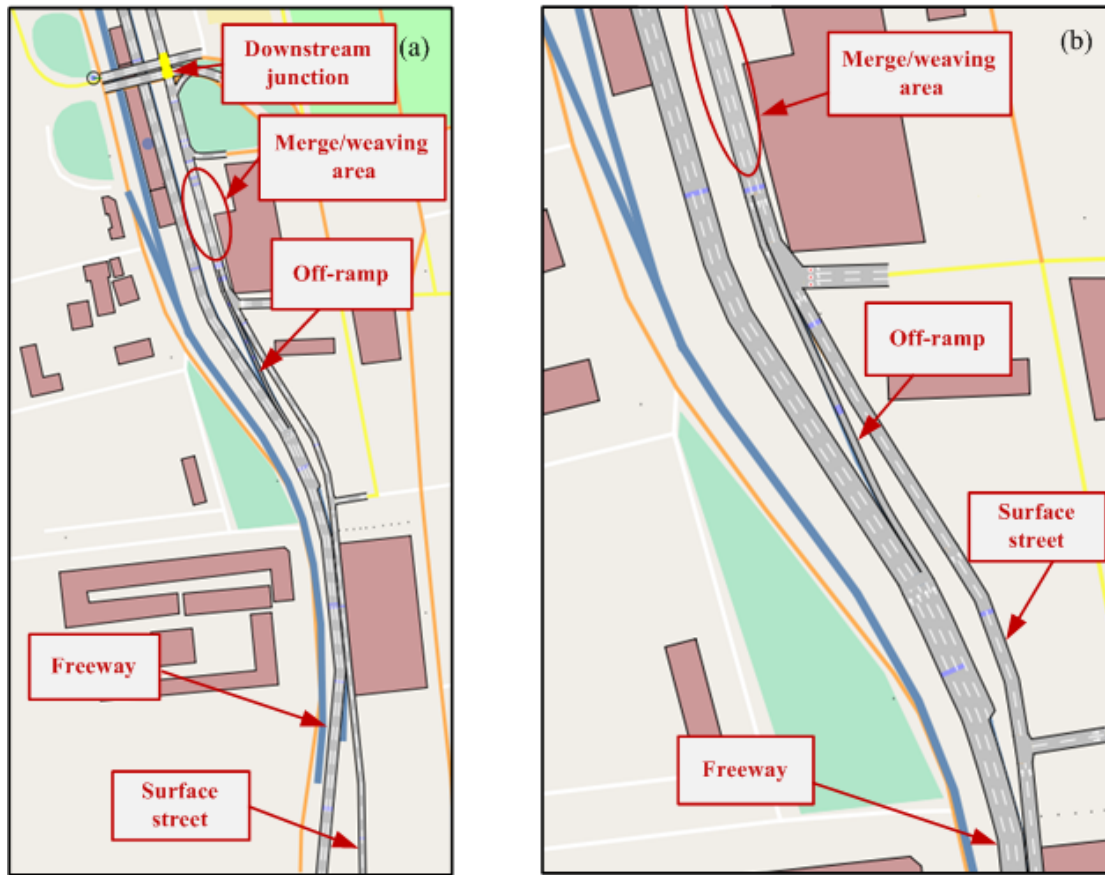 (a)
Downstream
junction
Merge/weaving
area
Off-ramp
Freeway
Surface
street
(b)
Merge/weaving
area
Off-ramp
Surface
street
Freeway